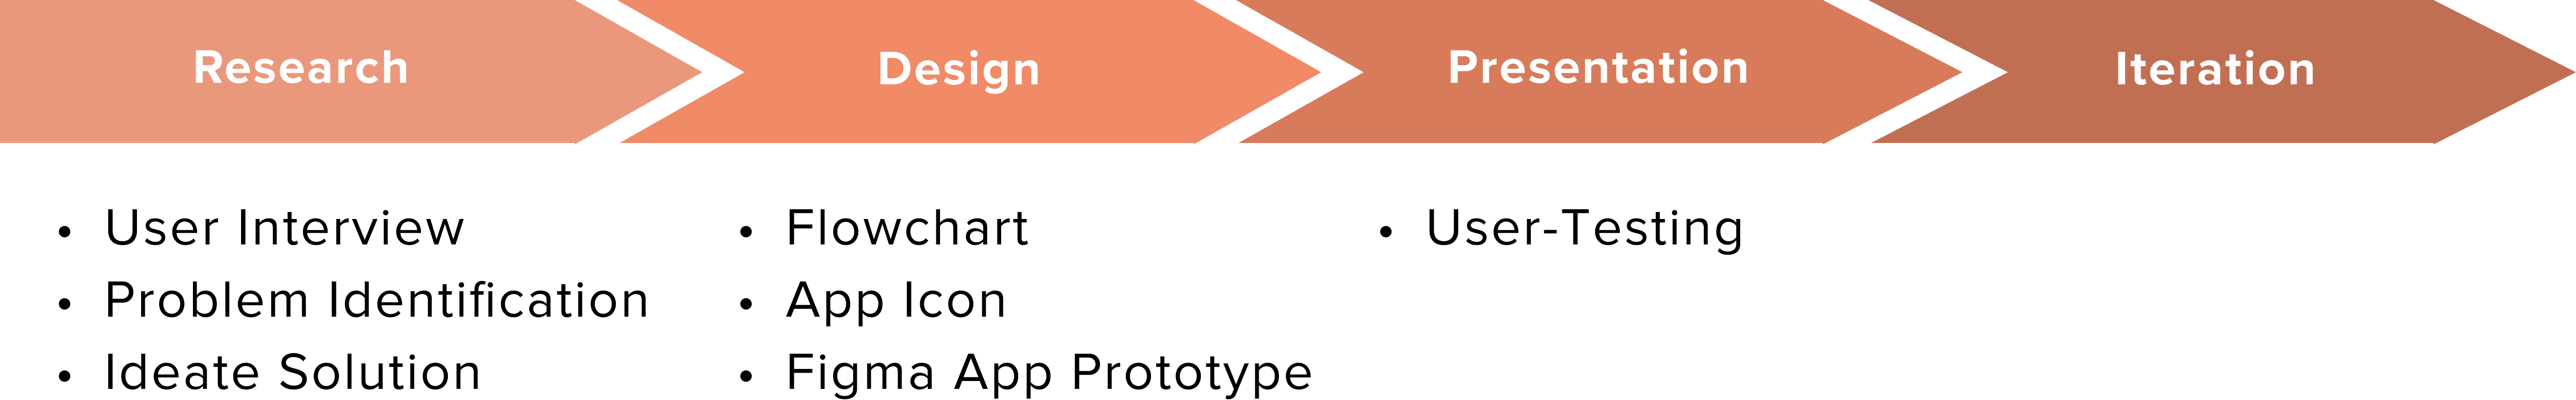 Research
Design
Presentation
Iteration
• User Interview
• Problem Identification
• Ideate Solution
• Flowchart
• App Icon
• Figma App Prototype
• User-Testing